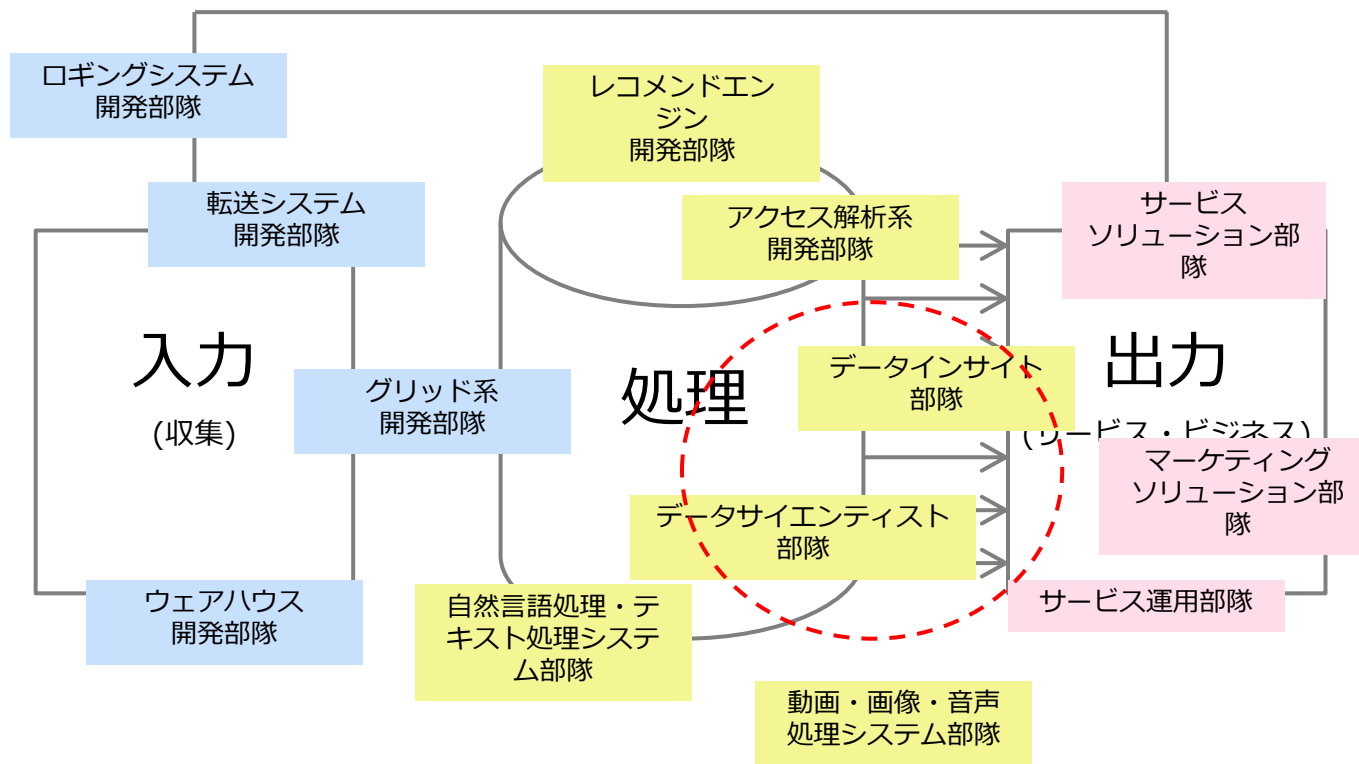 ロギングシステム
開発部隊
レコメンドエン
ジン
開発部隊
転送システム
開発部隊
アクセス解析系
開発部隊
サービス
ソリューション部
隊
入力
(収集)
グリッド系
開発部隊
処理
データインサイト
部隊
出力
(サービス・ビジネス)
マーケティング
ソリューション部
隊
データサイエンティスト
部隊
ウェアハウス
開発部隊
自然言語処理・テ
キスト処理システ
ム部隊
サービス運用部隊
動画・画像・音声
処理システム部隊